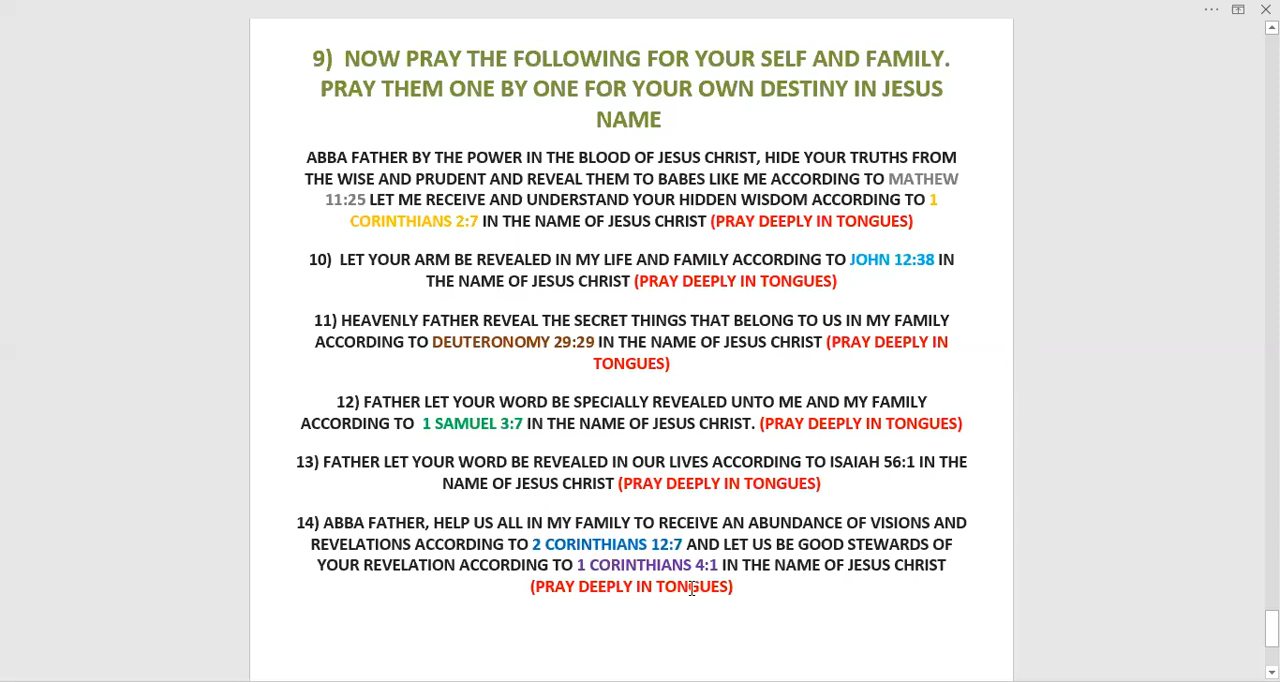 9)  NOW PRAY THE FOLLOWING FOR YOUR SELF AND FAMILY.
PRAY THEM ONE BY ONE FOR YOUR OWN DESTINY IN JESUS
NAME
ABBA FATHER BY THE POWER IN THE BLOOD OF JESUS CHRIST, HIDE YOUR TRUTHS FROM
THE WISE AND PRUDENT AND REVEAL THEM TO BABES LIKE ME ACCORDING TO MATHEW
11:25 LET ME RECEIVE AND UNDERSTAND YOUR HIDDEN WISDOM ACCORDING TO 1
CORINTHIANS 2:7 IN THE NAME OF JESUS CHRIST (PRAY DEEPLY IN TONGUES)
10)  LET YOUR ARM BE REVEALED IN MY LIFE AND FAMILY ACCORDING TO JOHN 12:38 IN
THE NAME OF JESUS CHRIST (PRAY DEEPLY IN TONGUES)
11) HEAVENLY FATHER REVEAL THE SECRET THINGS THAT BELONG TO US IN MY FAMILY
ACCORDING TO DEUTERONOMY 29:29 IN THE NAME OF JESUS CHRIST (PRAY DEEPLY IN
TONGUES)
12) FATHER LET YOUR WORD BE SPECIALLY REVEALED UNTO ME AND MY FAMILY
ACCORDING TO  1 SAMUEL 3:7 IN THE NAME OF JESUS CHRIST. (PRAY DEEPLY IN TONGUES)
13) FATHER LET YOUR WORD BE REVEALED IN OUR LIVES ACCORDING TO ISAIAH 56:1 IN THE
NAME OF JESUS CHRIST (PRAY DEEPLY IN TONGUES)
14) ABBA FATHER, HELP US ALL IN MY FAMILY TO RECEIVE AN ABUNDANCE OF VISIONS AND
REVELATIONS ACCORDING TO 2 CORINTHIANS 12:7 AND LET US BE GOOD STEWARDS OF
YOUR REVELATION ACCORDING TO 1 CORINTHIANS 4:1 IN THE NAME OF JESUS CHRIST
(PRAY DEEPLY IN TONGUES)